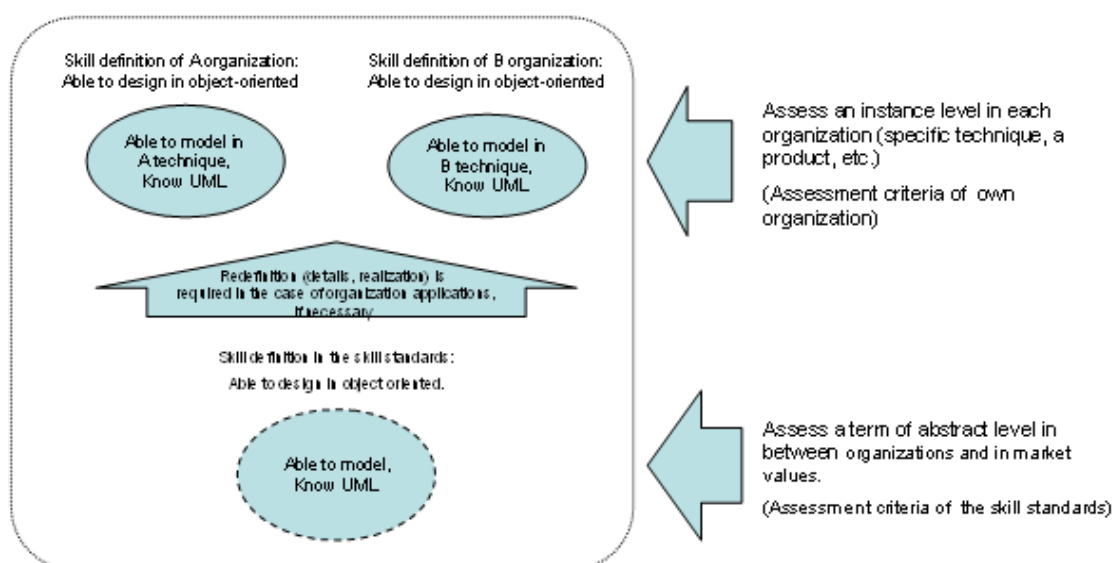 Skill definition of A organization:
Able to design in object-oriented
Skill definition of B organization:
Able to design in object-oriented
Able to model in
A technique,
Know UML
Able to model in
B technique,
Know UML
Assess an instance level in each
organization (specific technique, a
product, etc.)
(Assessment criteria of own
organization)
Redefinition (details, realization) is
required in the case of organization applications,
if necessary
Skill definition in the skill standards:
Able to design in object oriented.
Able to model,
Know UML
Assess a term of abstract level in
between organizations and in market
values.
(Assessment criteria of the skill standards)